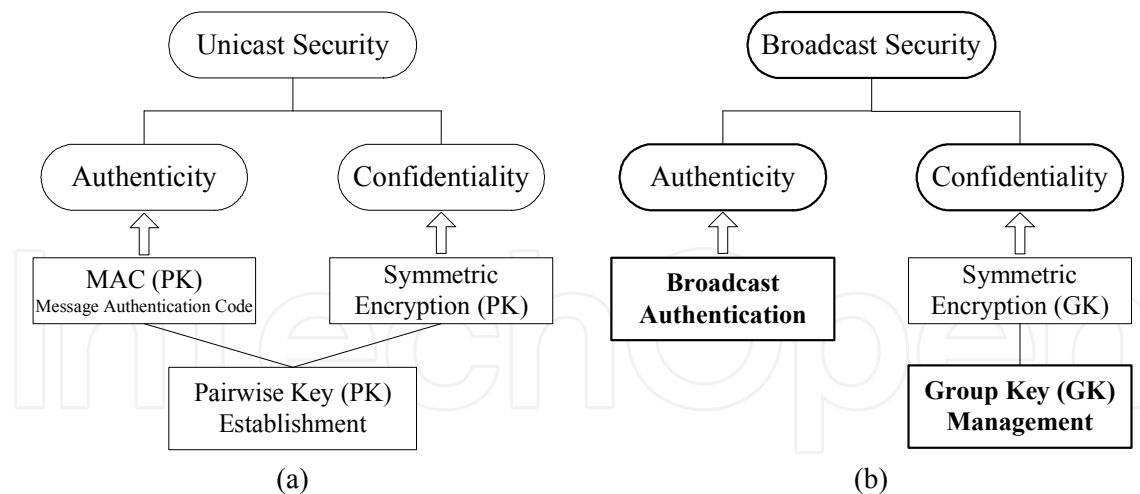 Unicast Security
Authenticity
Confidentiality
MAC (PK)
Message Authentication Code
Symmetric
Encryption (PK)
Pairwise Key (PK)
Establishment
(a)
Broadcast Security
Authenticity
Confidentiality
Broadcast
Authentication
Symmetric
Encryption (GK)
Group Key (GK)
Management
(b)
IntechOpen